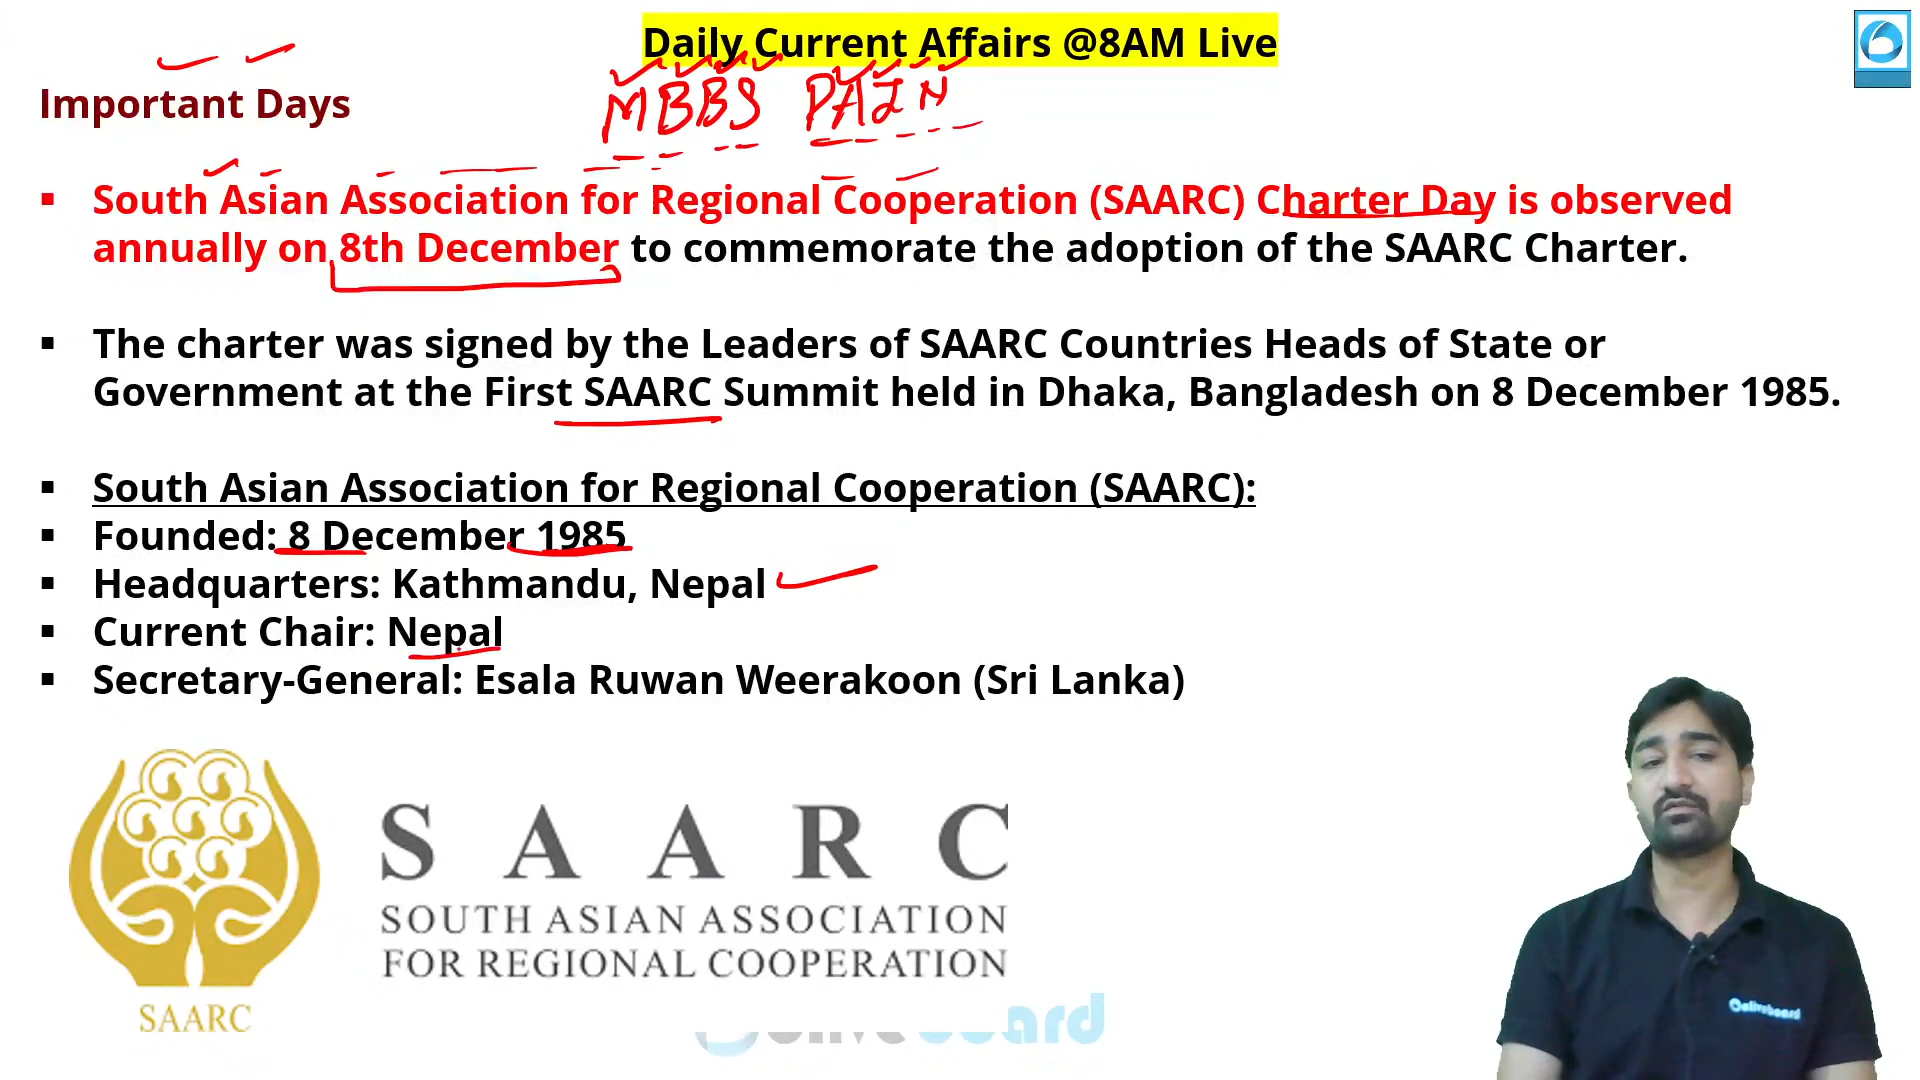 Daily Current Affairs @8AM Live
Important Days
MBBS PAIN
▪ South Asian Association for Regional Cooperation (SAARC) Charter Day is observed
annually on 8th December to commemorate the adoption of the SAARC Charter.
▪ The charter was signed by the Leaders of SAARC Countries Heads of State or
Government at the First SAARC Summit held in Dhaka, Bangladesh on 8 December 1985.
▪ South Asian Association for Regional Cooperation (SAARC):
▪ Founded: 8 December 1985
▪ Headquarters: Kathmandu, Nepal
▪ Current Chair: Nepal
▪ Secretary-General: Esala Ruwan Weerakoon (Sri Lanka)
SAARC
S A A R C
SOUTH ASIAN ASSOCIATION
FOR REGIONAL COOPERATION
oliveboard
oliveboard